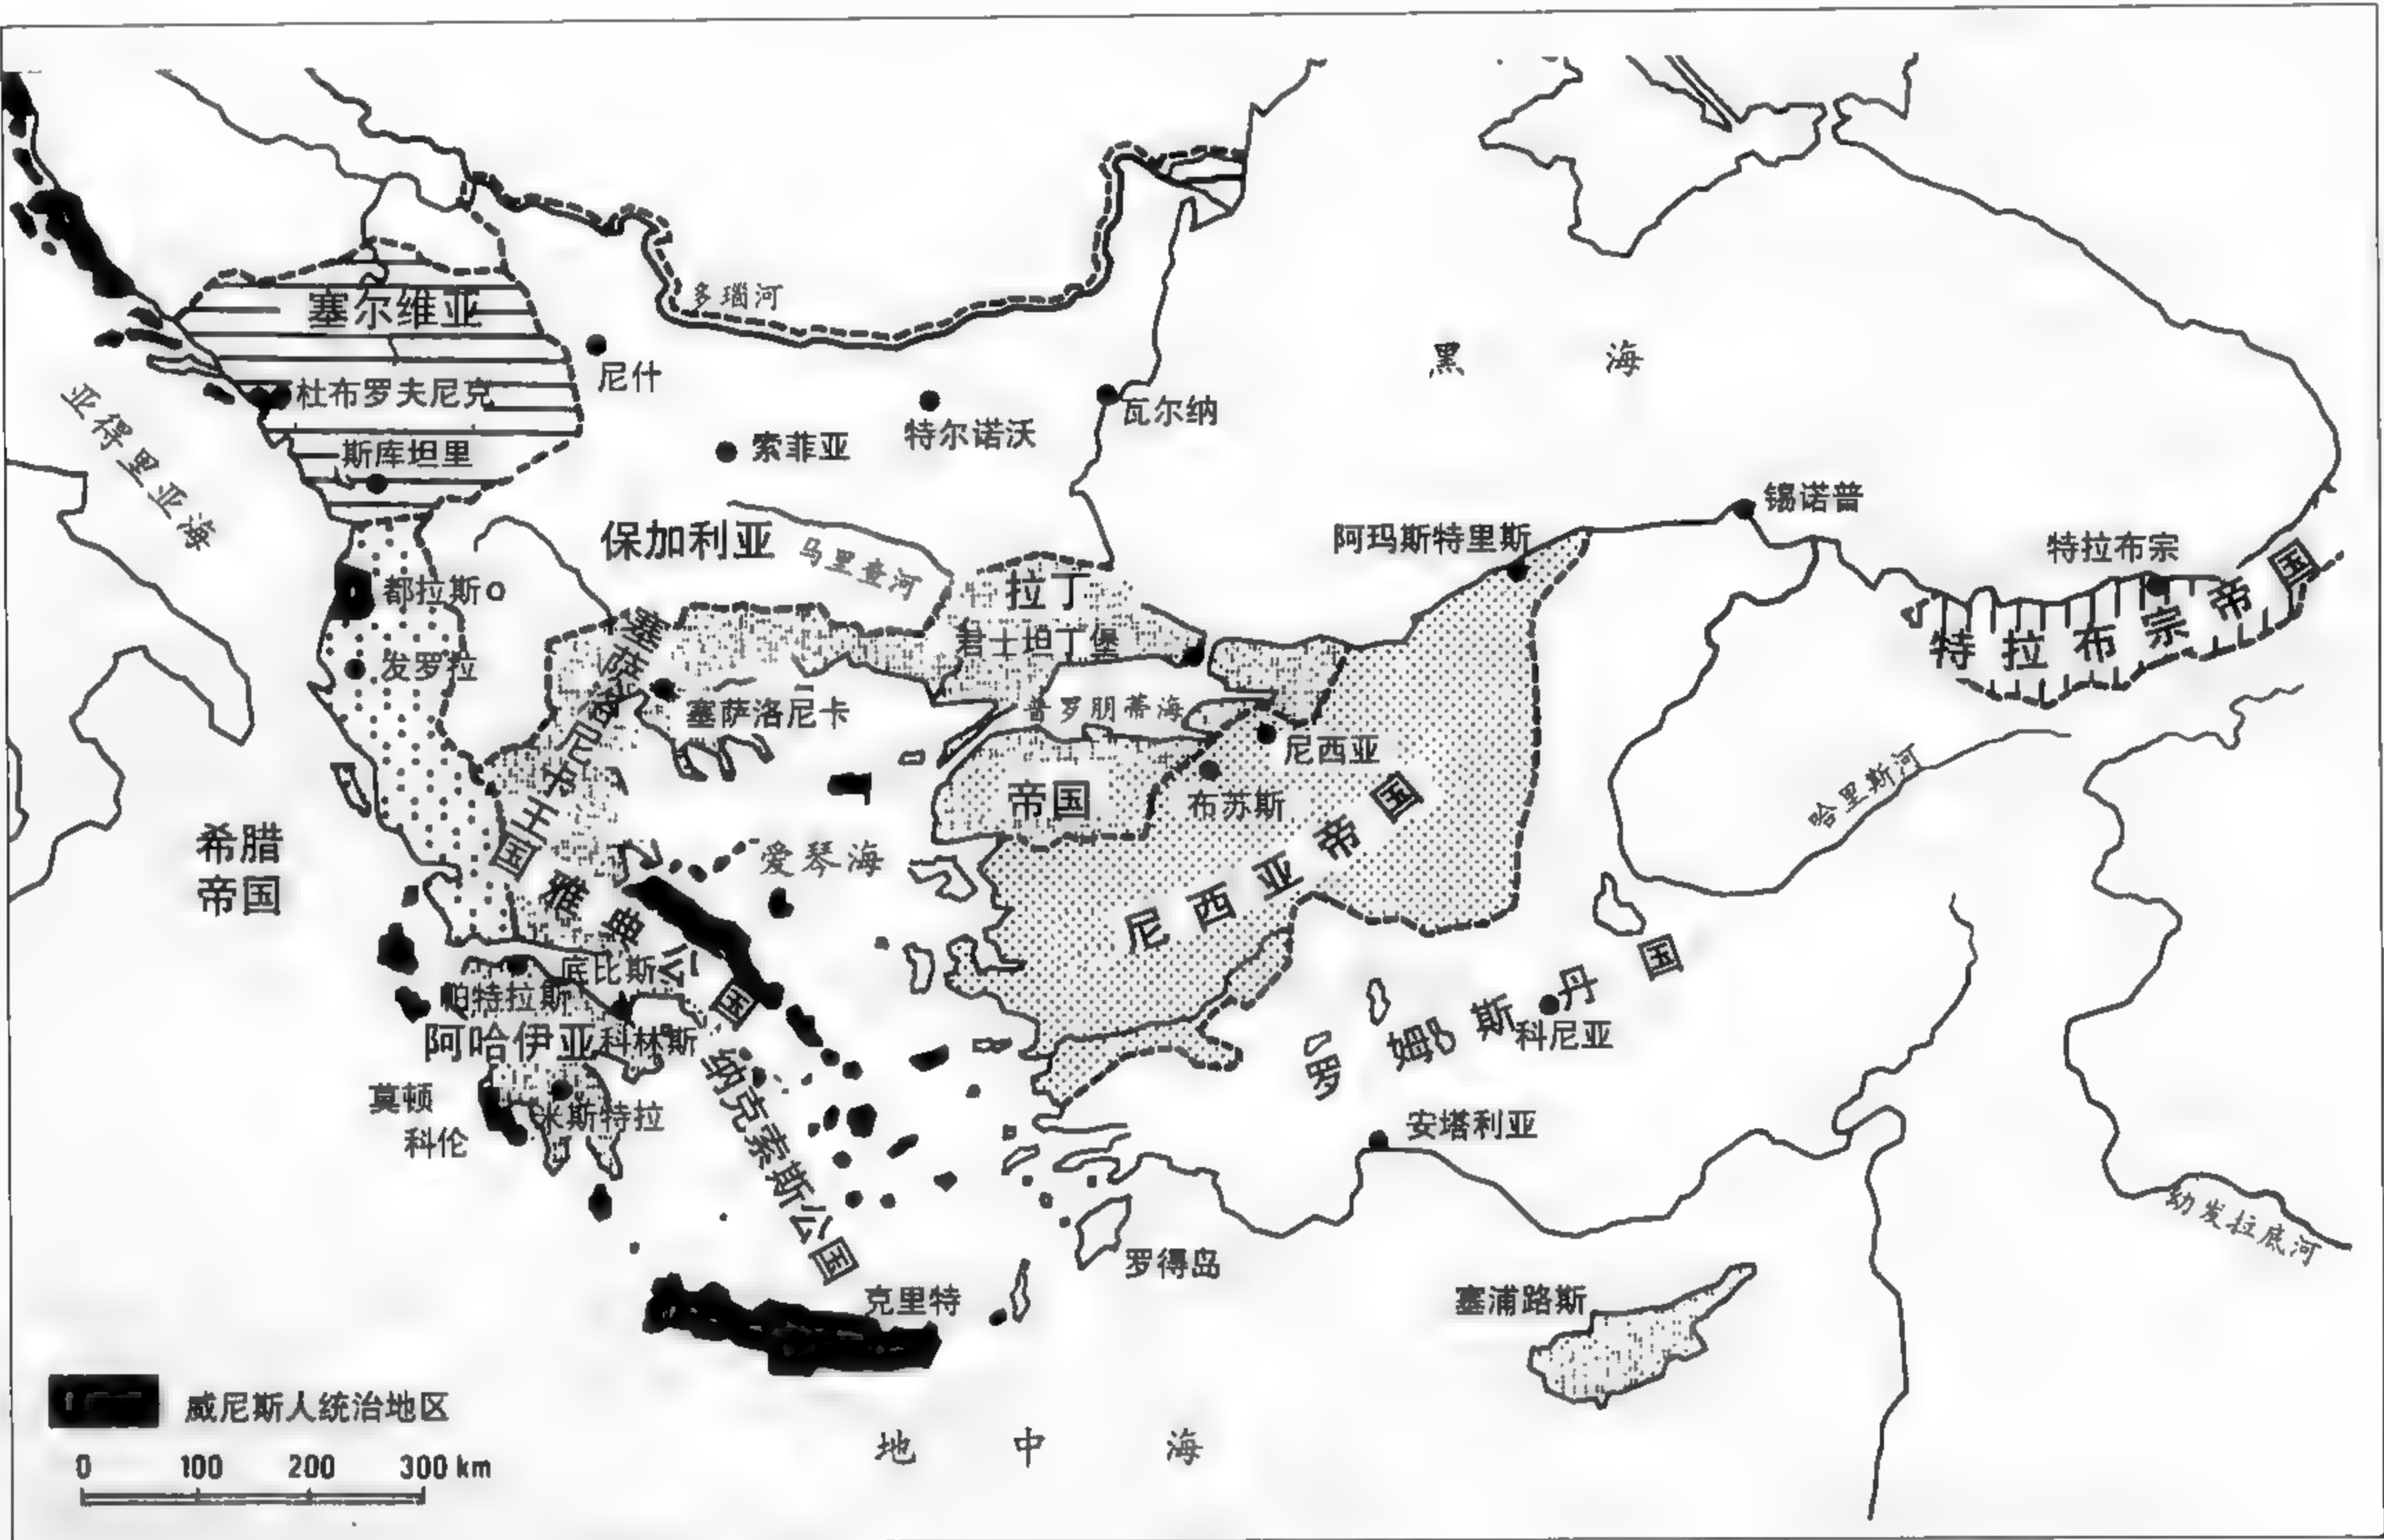 多瑙河
塞尔维亚
黑海
尼什
杜布罗夫尼克
瓦尔纳
特尔诺沃
亚得里亚海
斯库坦里
索菲亚
锡诺普
保加利亚
马里查河
阿玛斯特里斯
特拉布宗
特拉布宗帝国
拉丁
都拉斯
君士坦丁堡
塞萨洛尼卡王国
发罗拉
塞萨洛尼卡
普罗朋蒂海
尼西亚
哈里斯河
帝国
布苏斯
尼西亚帝国
希腊
帝国
爱琴海
雅典公国
底比斯
帕特拉斯
罗姆苏丹国
阿哈伊亚
科林斯
科尼亚
莫顿
米斯特拉
科伦
纳克索斯公国
安塔利亚
幼发拉底河
罗得岛
克里特
塞浦路斯
威尼斯人统治地区
地中海
0 100 200 300 km